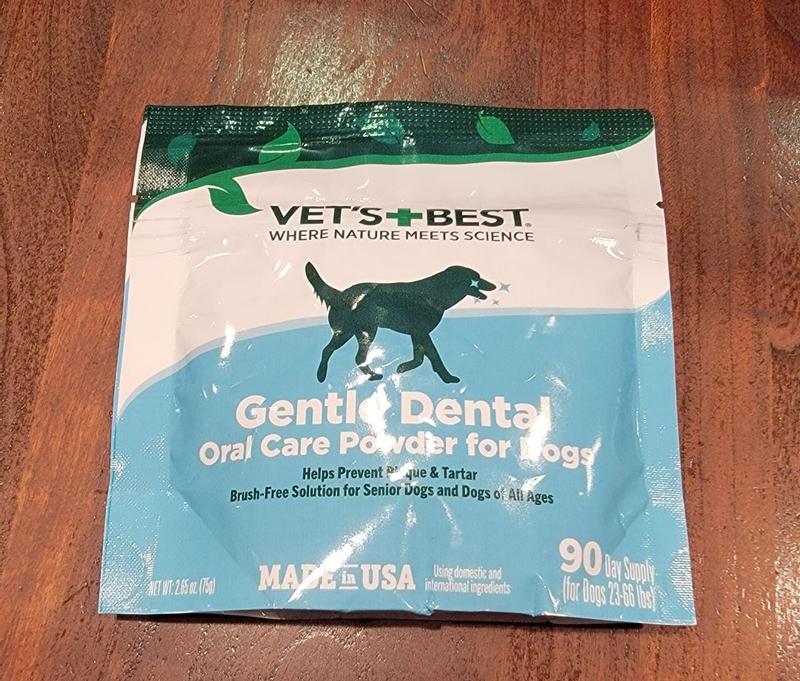 VET'S+BEST®
WHERE NATURE MEETS SCIENCE
Gentle Dental
Oral Care Powder for Dogs
Helps Prevent Plaque & Tartar
Brush-Free Solution for Senior Dogs and Dogs of All Ages
NET WT: 2.65 oz. (75g)
MADE in USA
Using domestic and
international ingredients
90 Day Supply
(for Dogs 23-66 lbs)